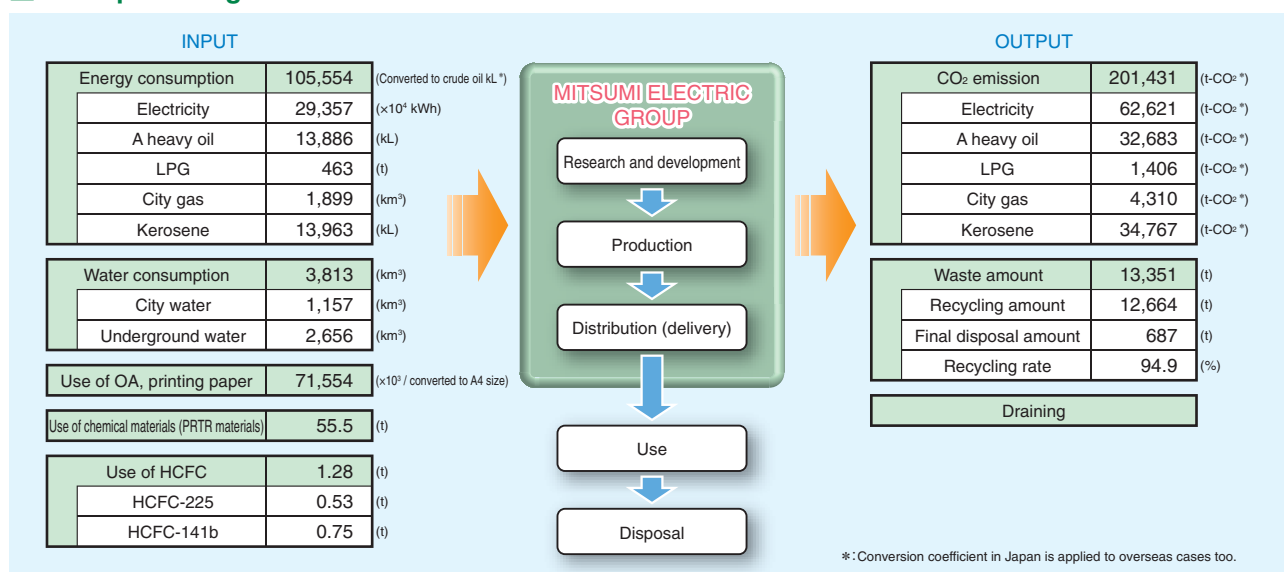 INPUT
Energy consumption 105,554 (Converted to crude oil kL*)
Electricity 29,357 (×10⁴ kWh)
A heavy oil 13,886 (kL)
LPG 463 (t)
City gas 1,899 (km³)
Kerosene 13,963 (kL)
Water consumption 3,813 (km³)
City water 1,157 (km³)
Underground water 2,656 (km³)
Use of OA, printing paper 71,554 (×10³ / converted to A4 size)
Use of chemical materials (PRTR materials) 55.5 (t)
Use of HCFC 1.28 (t)
HCFC-225 0.53 (t)
HCFC-141b 0.75 (t)
MITSUMI ELECTRIC
GROUP
Research and development
Production
Distribution (delivery)
Use
Disposal
OUTPUT
CO₂ emission 201,431 (t-CO₂*)
Electricity 62,621 (t-CO₂*)
A heavy oil 32,683 (t-CO₂*)
LPG 1,406 (t-CO₂*)
City gas 4,310 (t-CO₂*)
Kerosene 34,767 (t-CO₂*)
Waste amount 13,351 (t)
Recycling amount 12,664 (t)
Final disposal amount 687 (t)
Recycling rate 94.9 (%)
Draining
*:Conversion coefficient in Japan is applied to overseas cases too.